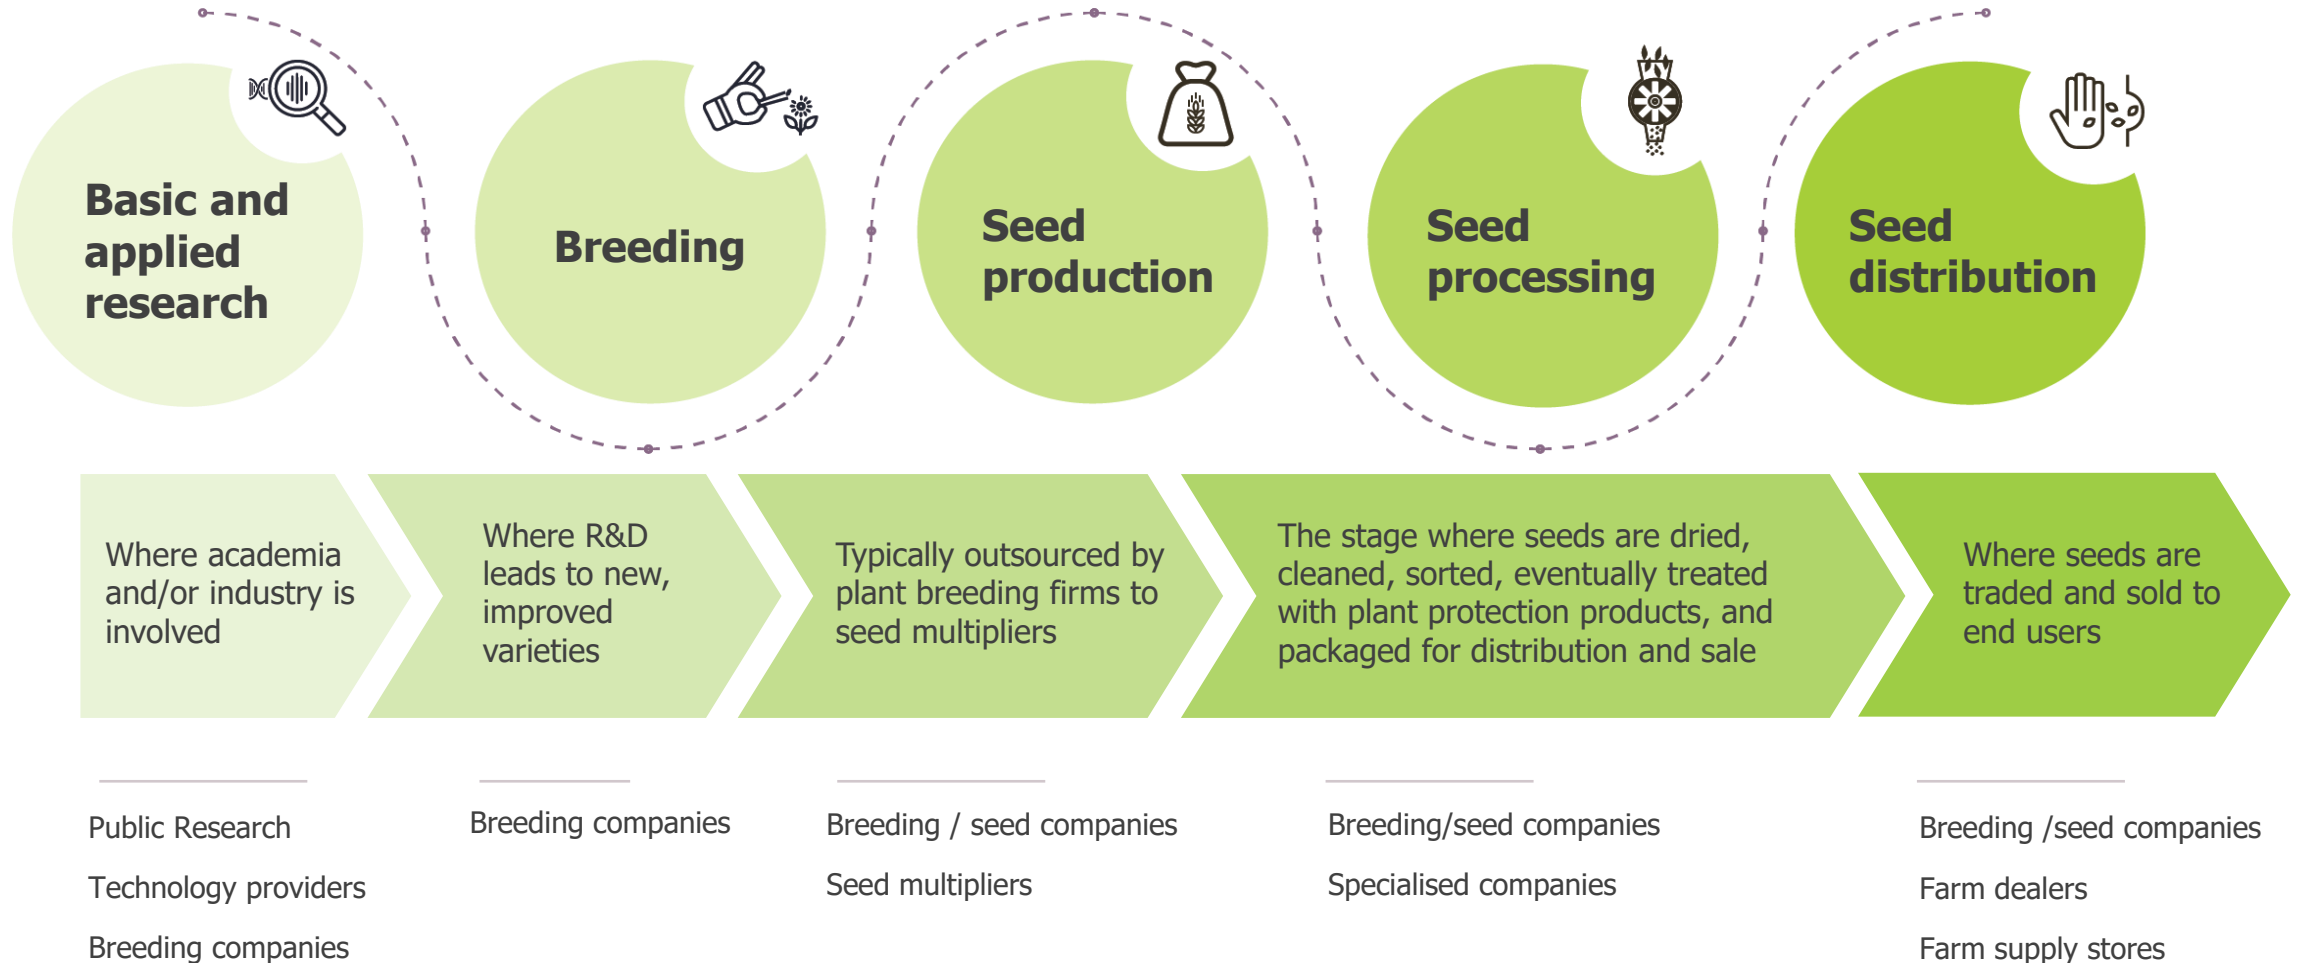 Basic and
applied
research
Breeding
Seed
production
Seed
processing
Seed
distribution
Where academia
and/or industry is
involved
Where R&D
leads to new,
improved
varieties
Typically outsourced by
plant breeding firms to
seed multipliers
The stage where seeds are dried,
cleaned, sorted, eventually treated
with plant protection products, and
packaged for distribution and sale
Where seeds are
traded and sold to
end users
Public Research
Technology providers
Breeding companies
Breeding companies
Breeding / seed companies
Seed multipliers
Breeding/seed companies
Specialised companies
Breeding /seed companies
Farm dealers
Farm supply stores